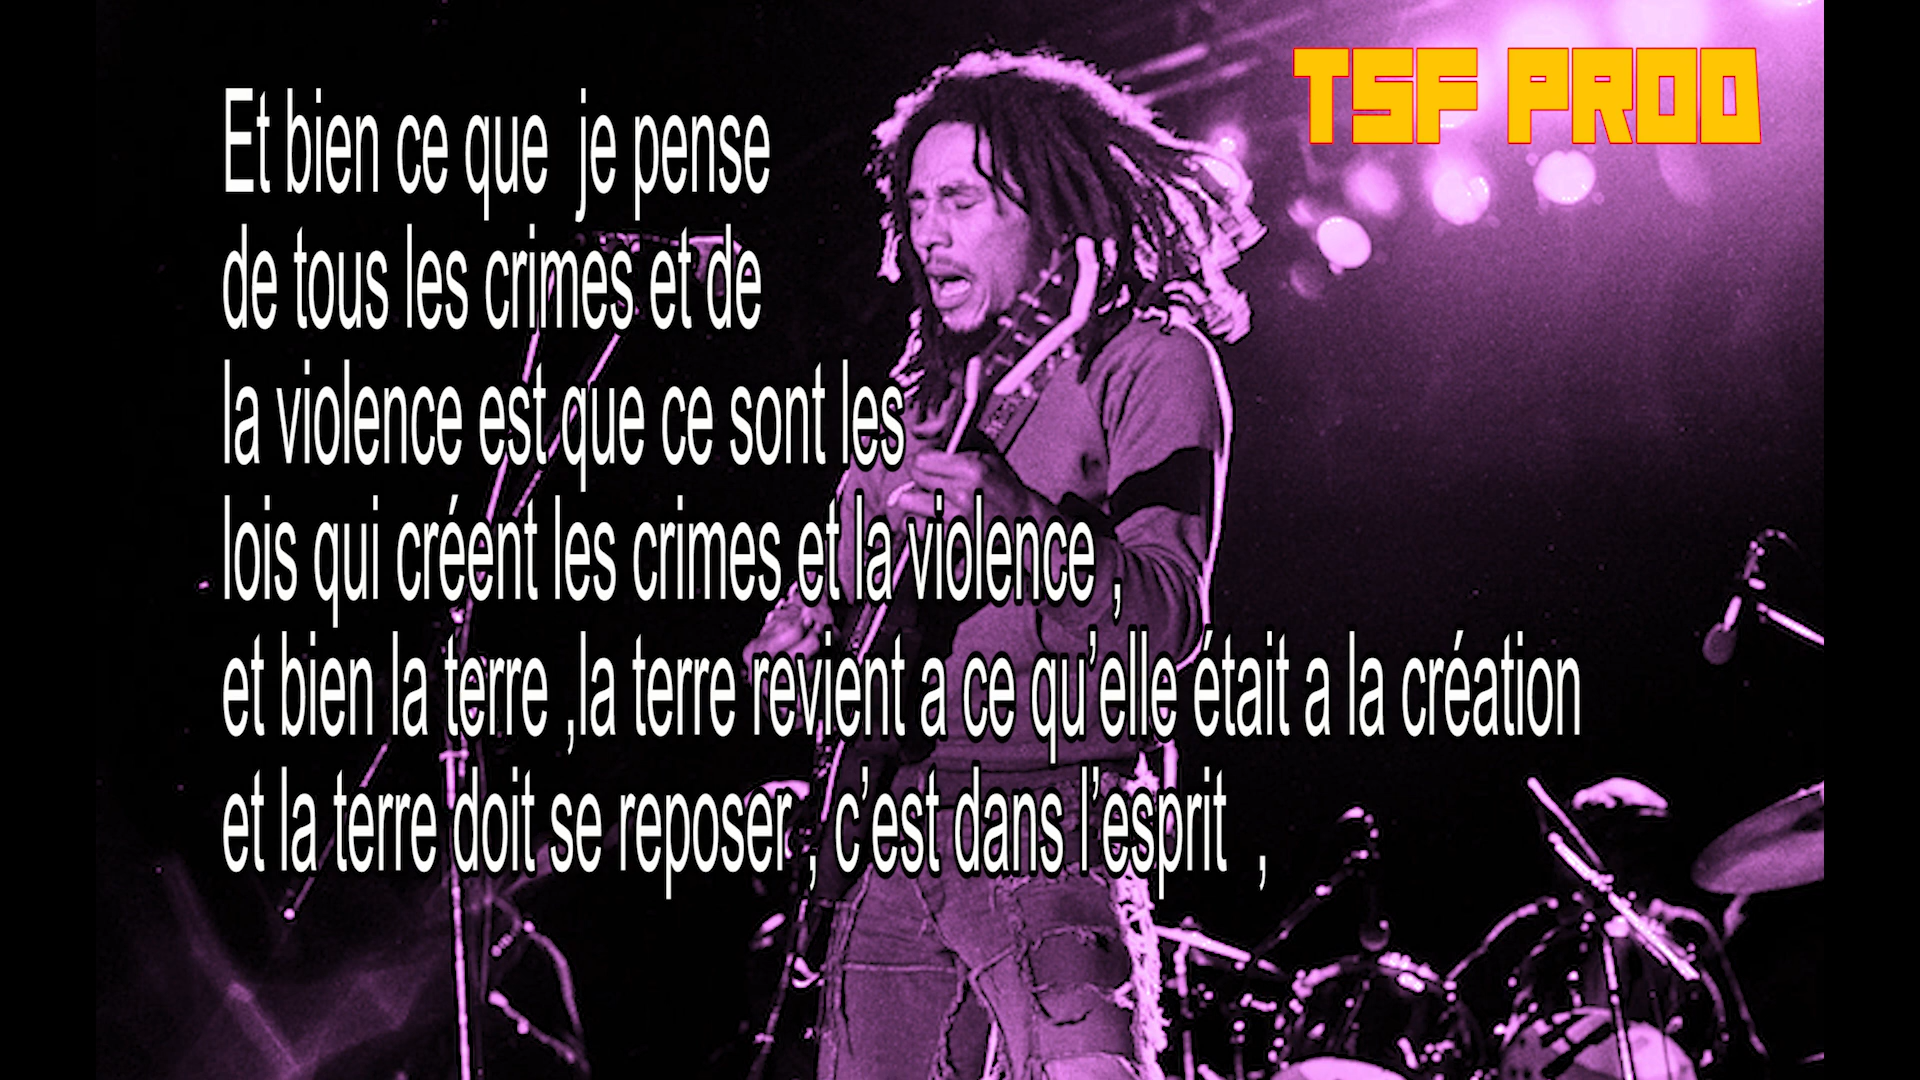 TSF PROD
Et bien ce que  je pense
de tous les crimes et de
la violence est que ce sont les
lois qui créent les crimes et la violence ,
et bien la terre ,la terre revient a ce qu’elle était a la création
et la terre doit se reposer , c’est dans l’esprit  ,